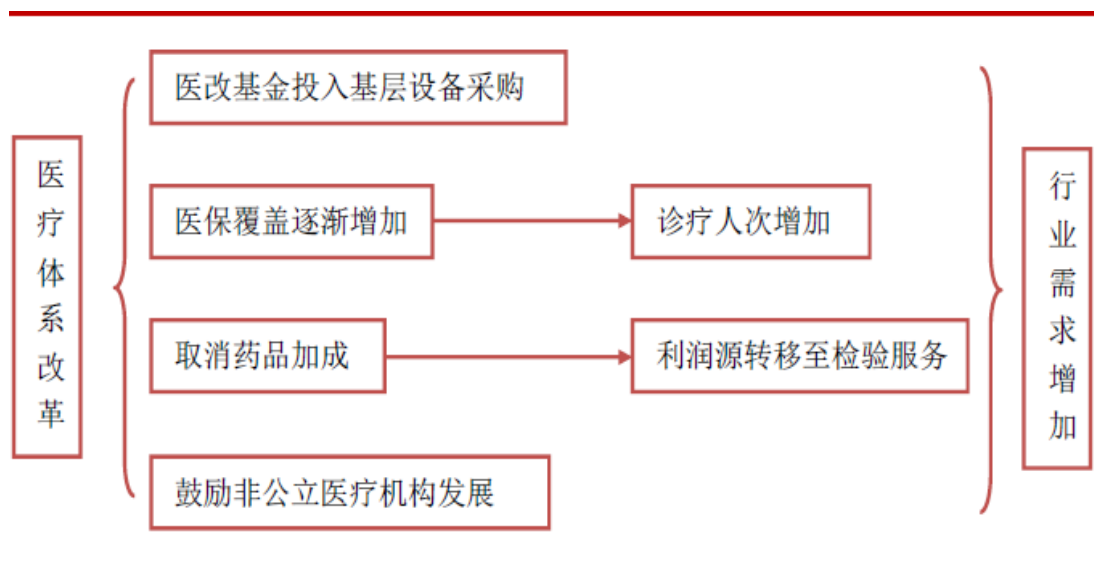 医疗体系改革
医改基金投入基层设备采购
医保覆盖逐渐增加
诊疗人次增加
取消药品加成
利润源转移至检验服务
鼓励非公立医疗机构发展
行业需求增加